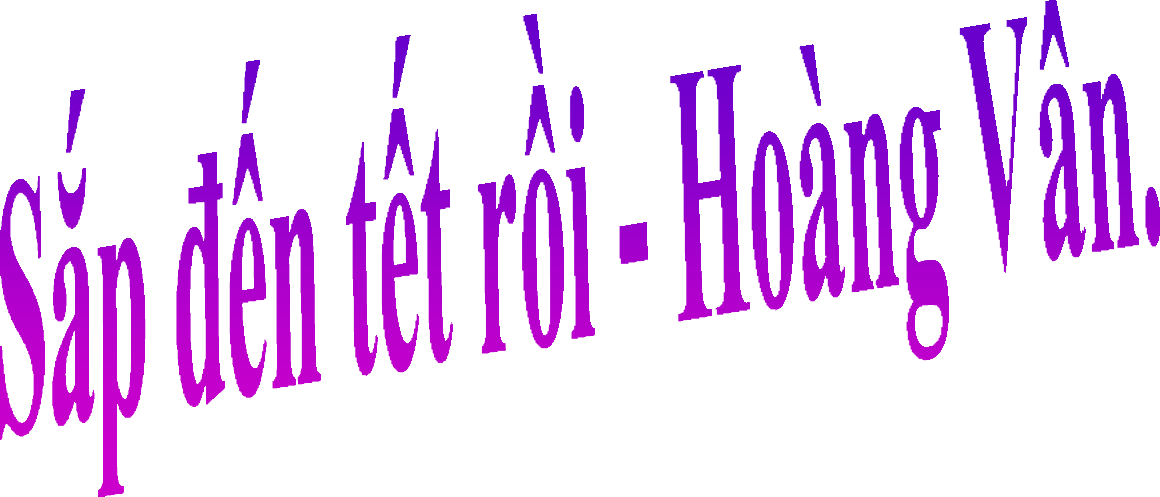 Sắp đến tết rồi - Hoàng Vân.